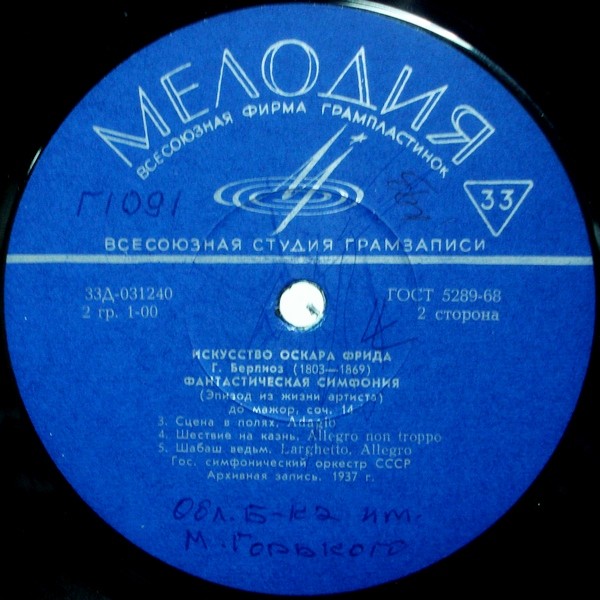 МЕЛОДИЯ
ВСЕСОЮЗНАЯ ФИРМА ГРАМПЛАСТИНОК
Г1091
33
ВСЕСОЮЗНАЯ СТУДИЯ ГРАМЗАПИСИ
33Д-031240
ГОСТ 5289-68
2 гр. 1-00
2 сторона
ИСКУССТВО ОСКАРА ФРИДА
Г. Берлиоз (1803—1869)
ФАНТАСТИЧЕСКАЯ СИМФОНИЯ
(Эпизод из жизни артиста)
до мажор, соч. 14
3. Сцена в полях. Adagio
4. Шествие на казнь. Allegro non troppo
5. Шабаш ведьм. Larghetto, Allegro
Гос. симфонический оркестр СССР
Архивная запись. 1937 г.
Обл. Б-ка им.
М. Горького